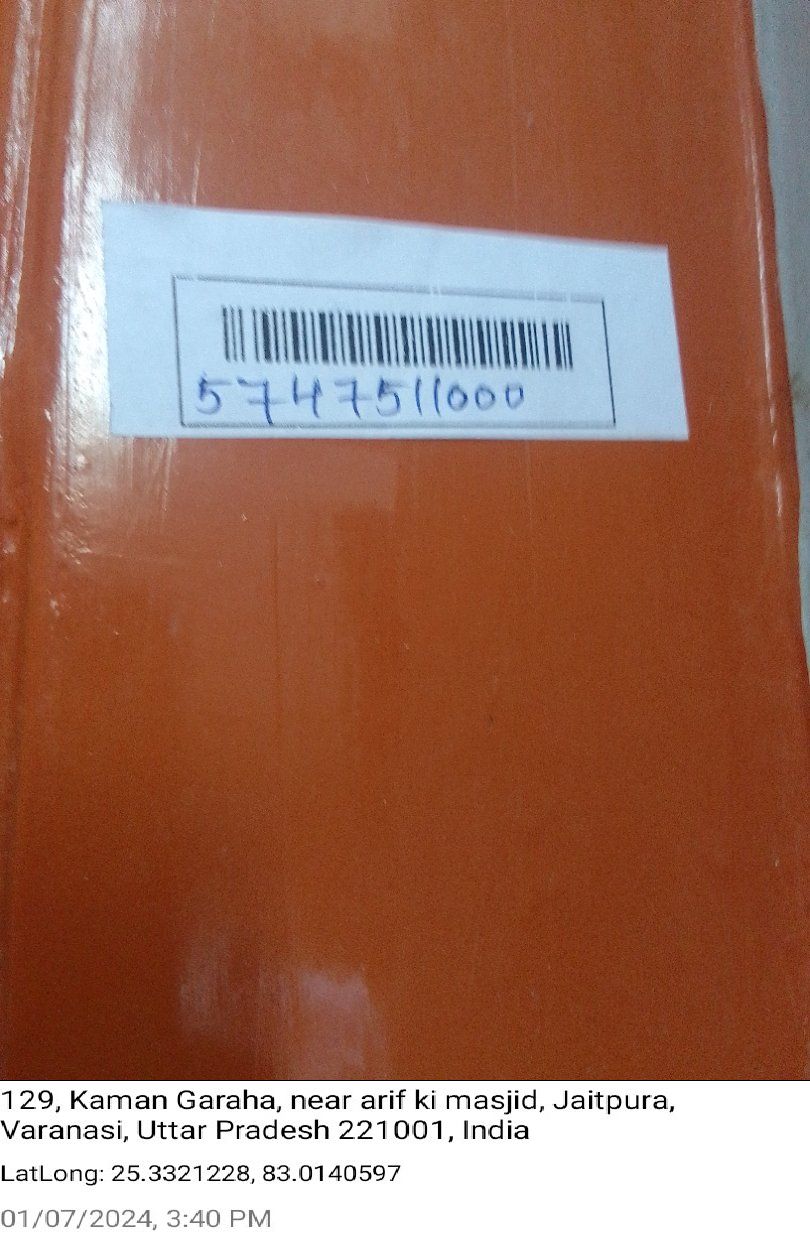 5747511000
129, Kaman Garaha, near arif ki masjid, Jaitpura,
Varanasi, Uttar Pradesh 221001, India
LatLong: 25.3321228, 83.0140597
01/07/2024, 3:40 PM